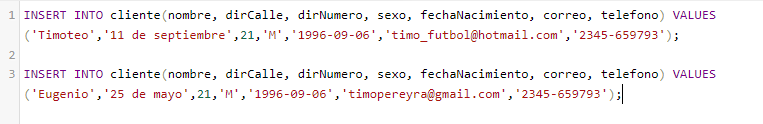 1 INSERT INTO cliente(nombre, dirCalle, dirNumero, sexo, fechaNacimiento, correo, telefono) VALUES
('Timoteo','11 de septiembre',21,'M','1996-09-06','timo_futbol@hotmail.com','2345-659793');
2
3 INSERT INTO cliente(nombre, dirCalle, dirNumero, sexo, fechaNacimiento, correo, telefono) VALUES
('Eugenio','25 de mayo',21,'M','1996-09-06','timopereyra@gmail.com','2345-659793');